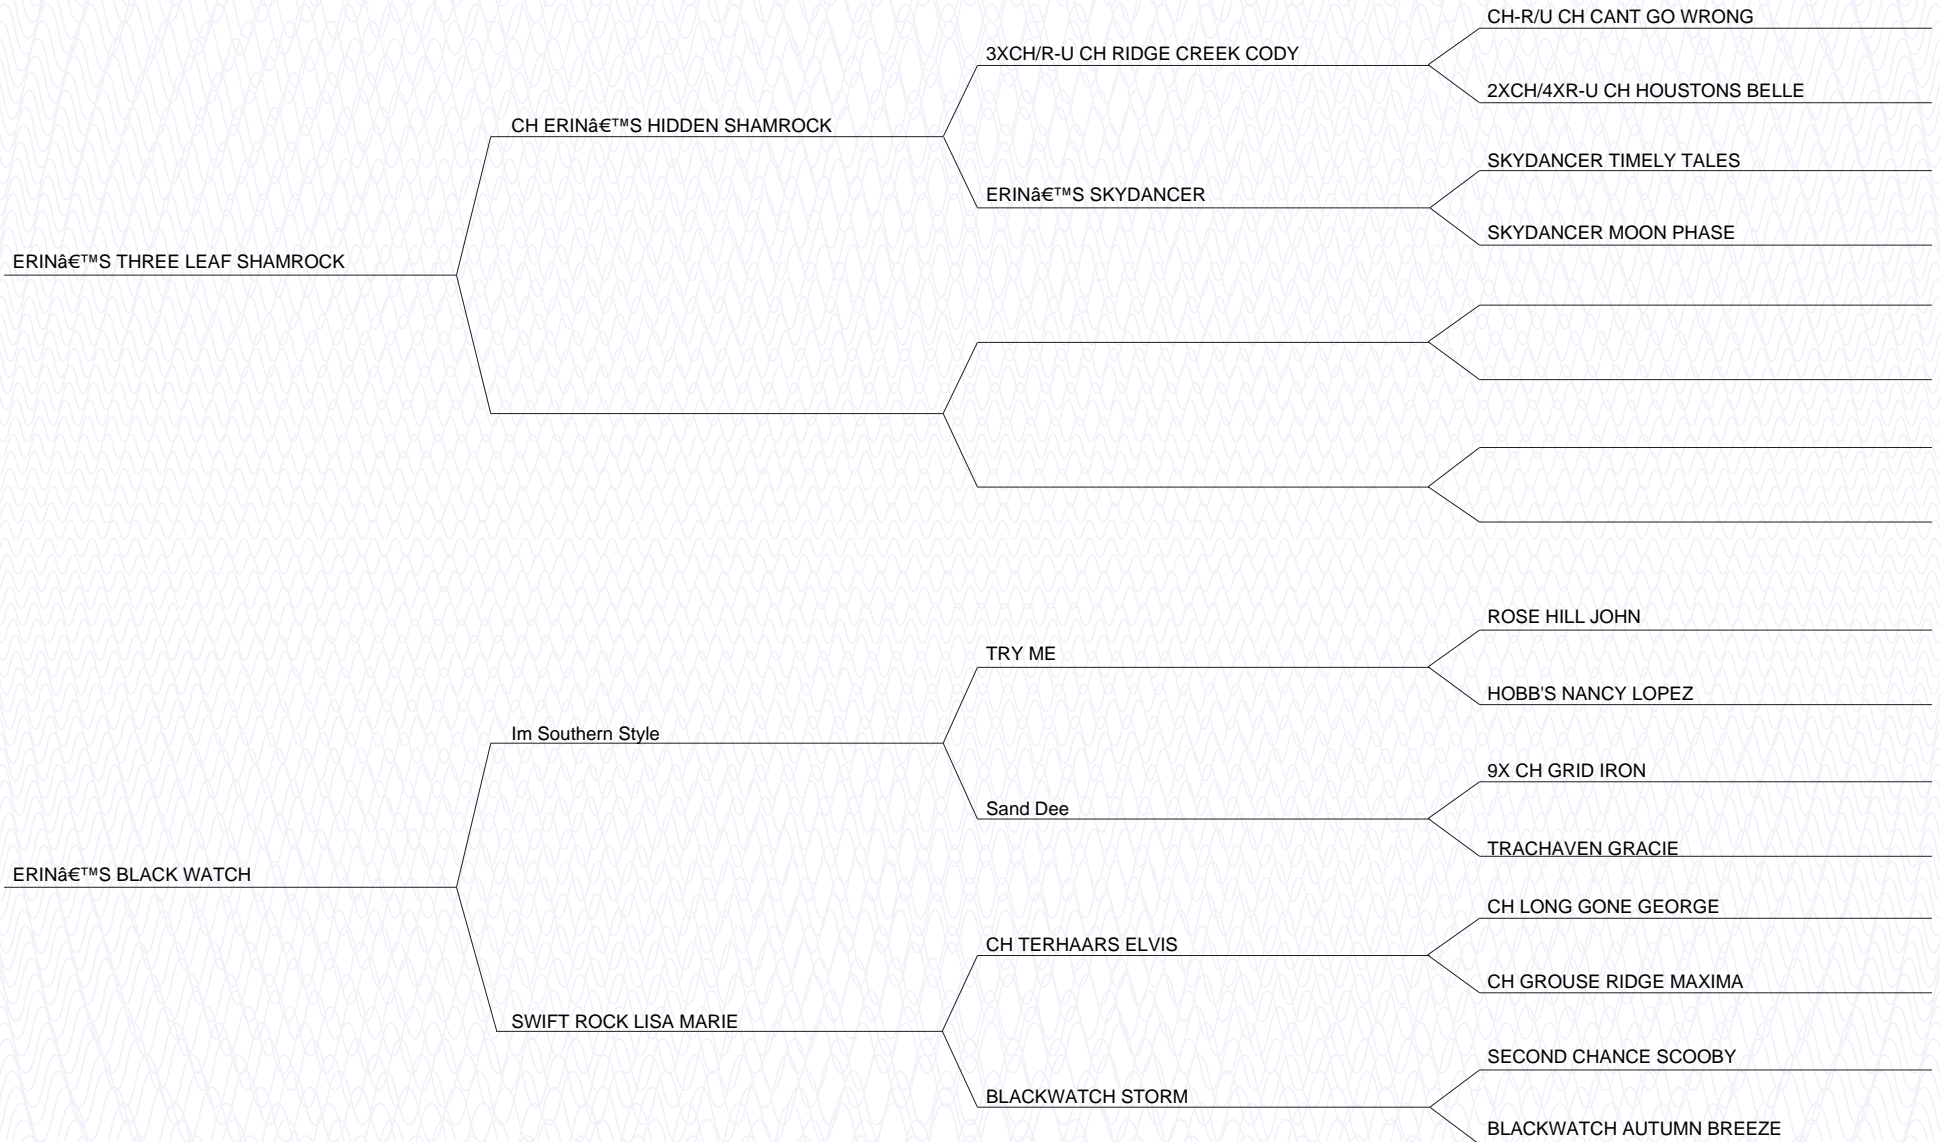 CH-R/U CH CANT GO WRONG
3XCH/R-U CH RIDGE CREEK CODY
2XCH/4XR-U CH HOUSTONS BELLE
CH ERINâ€™S HIDDEN SHAMROCK
SKYDANCER TIMELY TALES
ERINâ€™S SKYDANCER
SKYDANCER MOON PHASE
ERINâ€™S THREE LEAF SHAMROCK
ROSE HILL JOHN
TRY ME
HOBB'S NANCY LOPEZ
Im Southern Style
9X CH GRID IRON
Sand Dee
TRACHAVEN GRACIE
ERINâ€™S BLACK WATCH
CH LONG GONE GEORGE
CH TERHAARS ELVIS
CH GROUSE RIDGE MAXIMA
SWIFT ROCK LISA MARIE
SECOND CHANCE SCOOBY
BLACKWATCH STORM
BLACKWATCH AUTUMN BREEZE